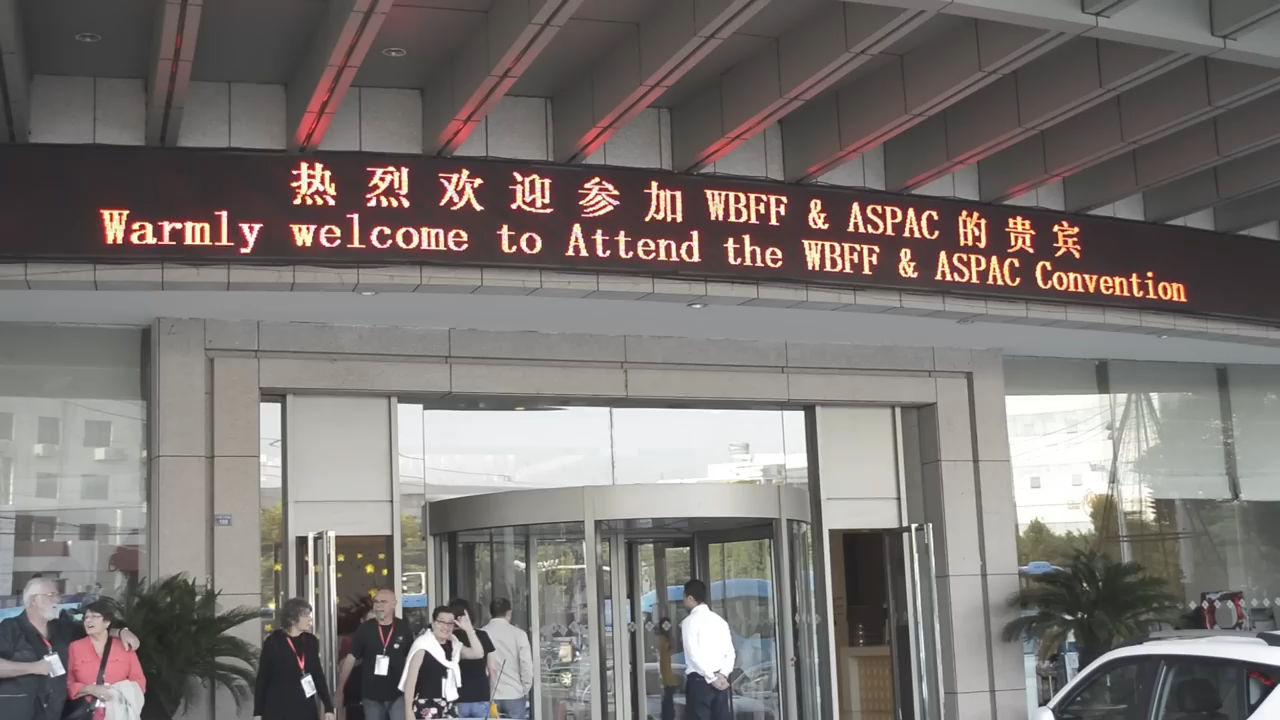 热烈欢迎参加 WBFF & ASPAC 的贵宾
Warmly welcome to Attend the WBFF & ASPAC Convention